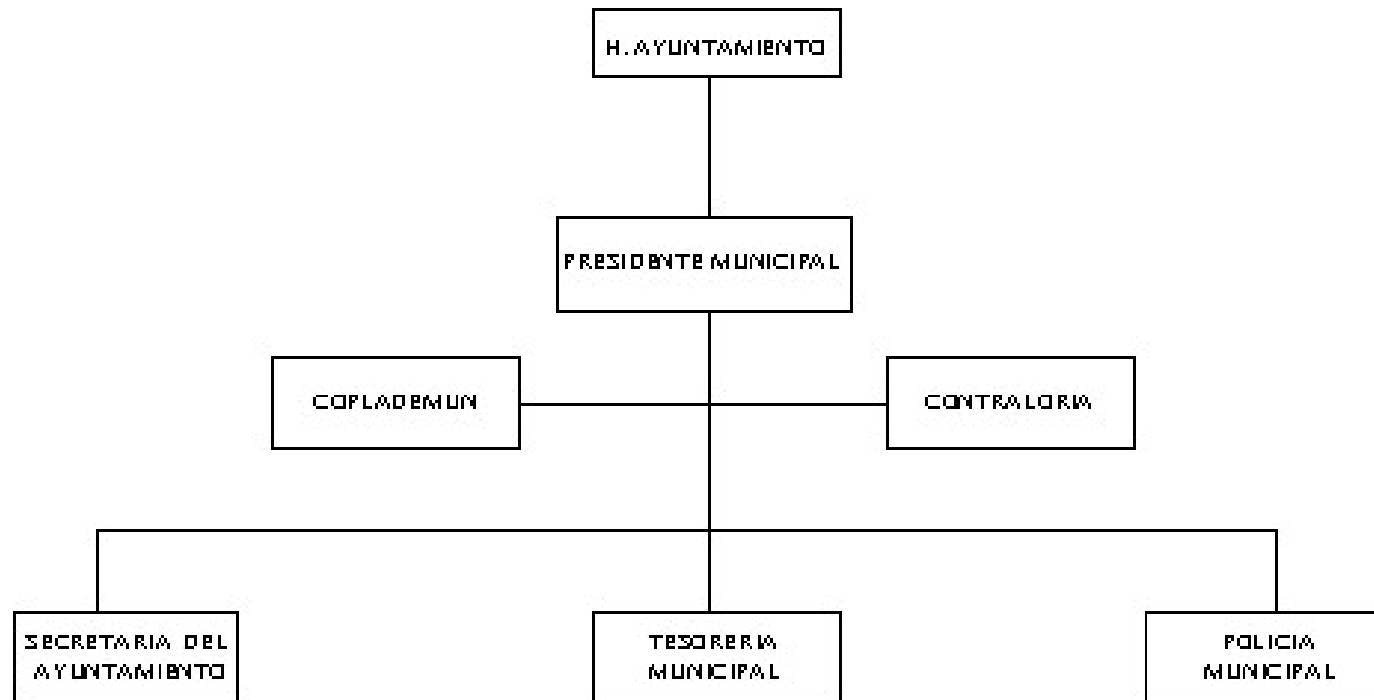 H. AYUNTAMIENTO
PRESIDENTE MUNICIPAL
COPLADEMUN
CONTRALORIA
SECRETARIA DEL
AYUNTAMIENTO
TESORERIA
MUNICIPAL
POLICIA
MUNICIPAL